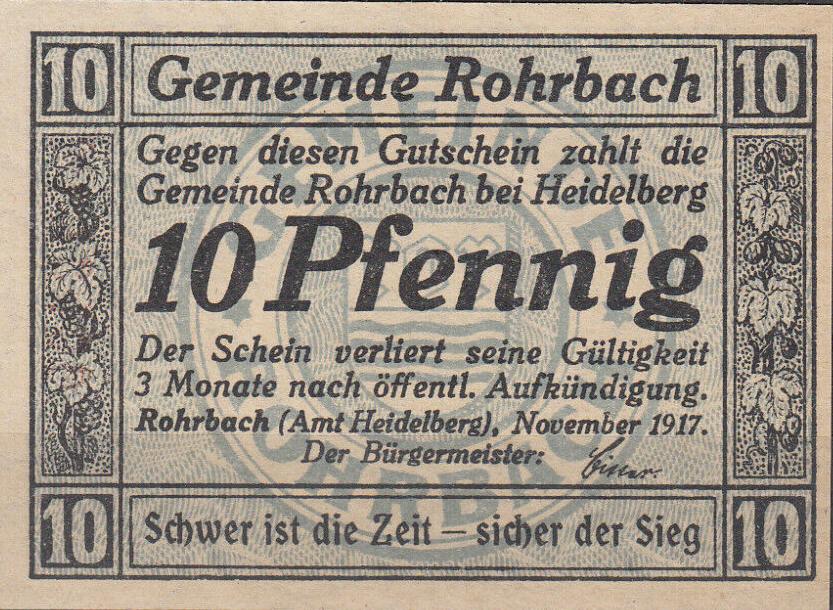 10 Gemeinde Rohrbach 10
Gegen diesen Gutschein zahlt die
Gemeinde Rohrbach bei Heidelberg
10 Pfennig
Der Schein verliert seine Gültigkeit
3 Monate nach öffentl. Aufkündigung.
Rohrbach (Amt Heidelberg), November 1917.
Der Bürgermeister:
10 Schwer ist die Zeit – sicher der Sieg 10
GEMEINDE
ROHRBACH